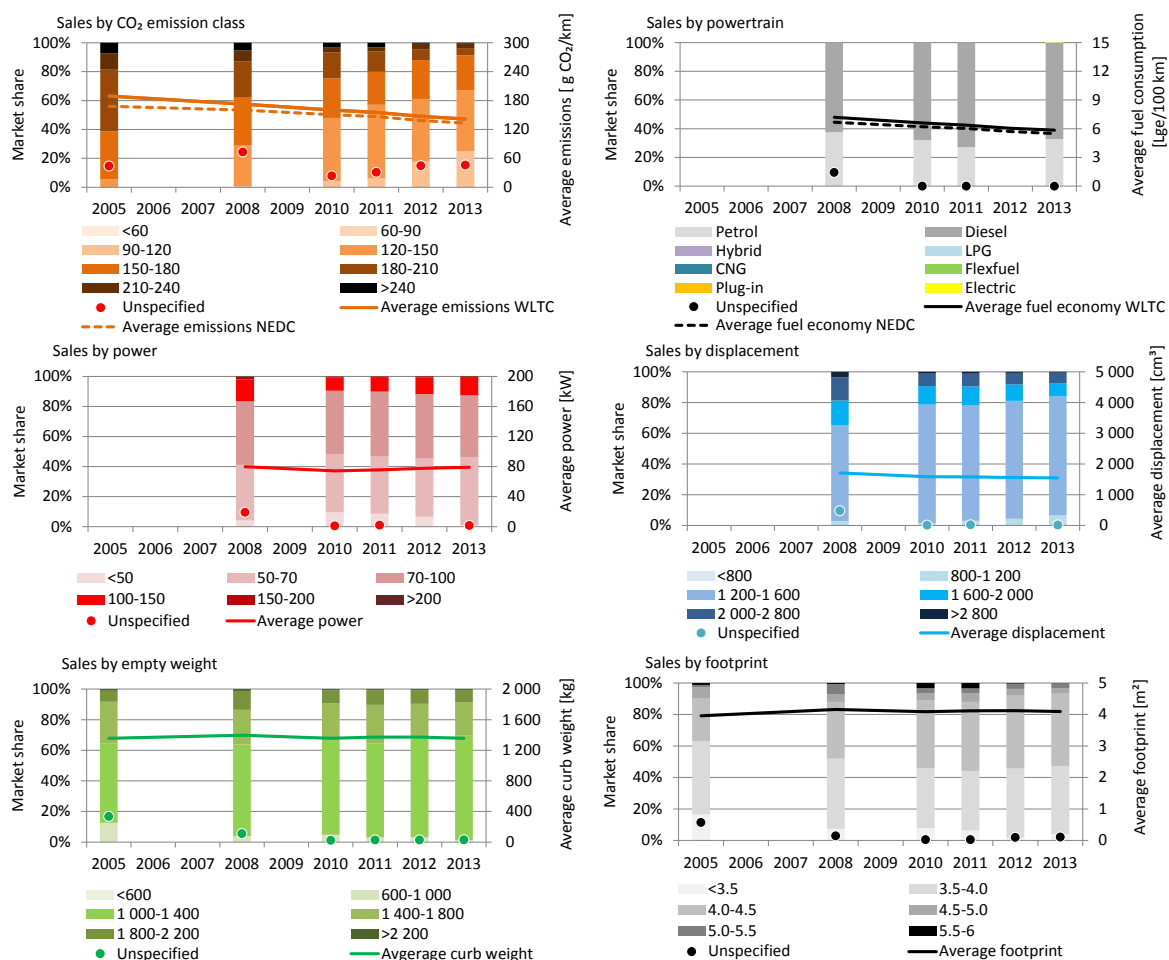 Sales by CO₂ emission class
100%
80%
60%
40%
20%
0%
Market share
300
240
180
120
60
0
Average emissions [ g CO₂/km]
2005 2006 2007 2008 2009 2010 2011 2012 2013
<60 60-90
90-120 120-150
150-180 180-210
210-240 >240
Unspecified Average emissions WLTC
Average emissions NEDC
Sales by powertrain
100%
80%
60%
40%
20%
0%
Market share
15
12
9
6
3
0
Average fuel consumption
[Lge/100 km]
2005 2006 2007 2008 2009 2010 2011 2012 2013
Petrol Diesel
Hybrid LPG
CNG Flexfuel
Plug-in Electric
Unspecified Average fuel economy WLTC
Average fuel economy NEDC
Sales by power
100%
80%
60%
40%
20%
0%
Market share
200
160
120
80
40
0
Average power [kW]
2005 2006 2007 2008 2009 2010 2011 2012 2013
<50 50-70 70-100
100-150 150-200 >200
Unspecified Average power
Sales by displacement
100%
80%
60%
40%
20%
0%
Market share
5 000
4 000
3 000
2 000
1 000
0
Average displacement [cm³]
2005 2006 2007 2008 2009 2010 2011 2012 2013
<800 800-1 200
1 200-1 600 1 600-2 000
2 000-2 800 >2 800
Unspecified Average displacement
Sales by empty weight
100%
80%
60%
40%
20%
0%
Market share
2 000
1 600
1 200
800
400
0
Average curb weight [kg]
2005 2006 2007 2008 2009 2010 2011 2012 2013
<600 600-1 000
1 000-1 400 1 400-1 800
1 800-2 200 >2 200
Unspecified Avgerage curb weight
Sales by footprint
100%
80%
60%
40%
20%
0%
Market share
5
4
3
2
1
0
Average footprint [m²]
2005 2006 2007 2008 2009 2010 2011 2012 2013
<3.5 3.5-4.0
4.0-4.5 4.5-5.0
5.0-5.5 5.5-6
Unspecified Average footprint